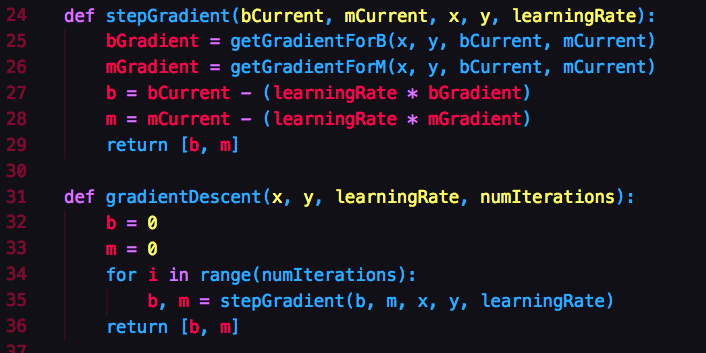 24 def stepGradient(bCurrent, mCurrent, x, y, learningRate):
25     bGradient = getGradientForB(x, y, bCurrent, mCurrent)
26     mGradient = getGradientForM(x, y, bCurrent, mCurrent)
27     b = bCurrent - (learningRate * bGradient)
28     m = mCurrent - (learningRate * mGradient)
29     return [b, m]
30
31 def gradientDescent(x, y, learningRate, numIterations):
32     b = 0
33     m = 0
34     for i in range(numIterations):
35         b, m = stepGradient(b, m, x, y, learningRate)
36     return [b, m]
37